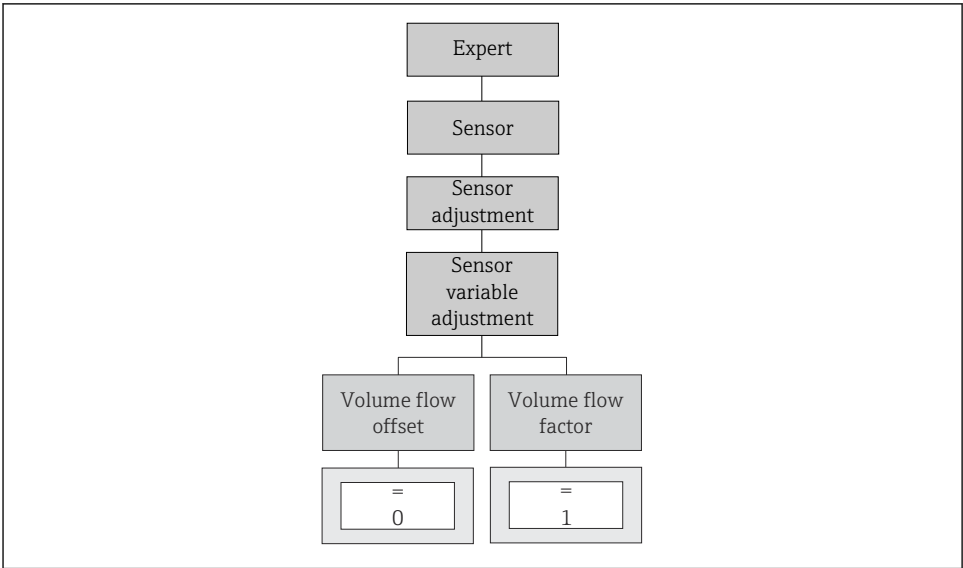 Expert
Sensor
Sensor
adjustment
Sensor
variable
adjustment
Volume flow
offset
Volume flow
factor
=
0
=
1